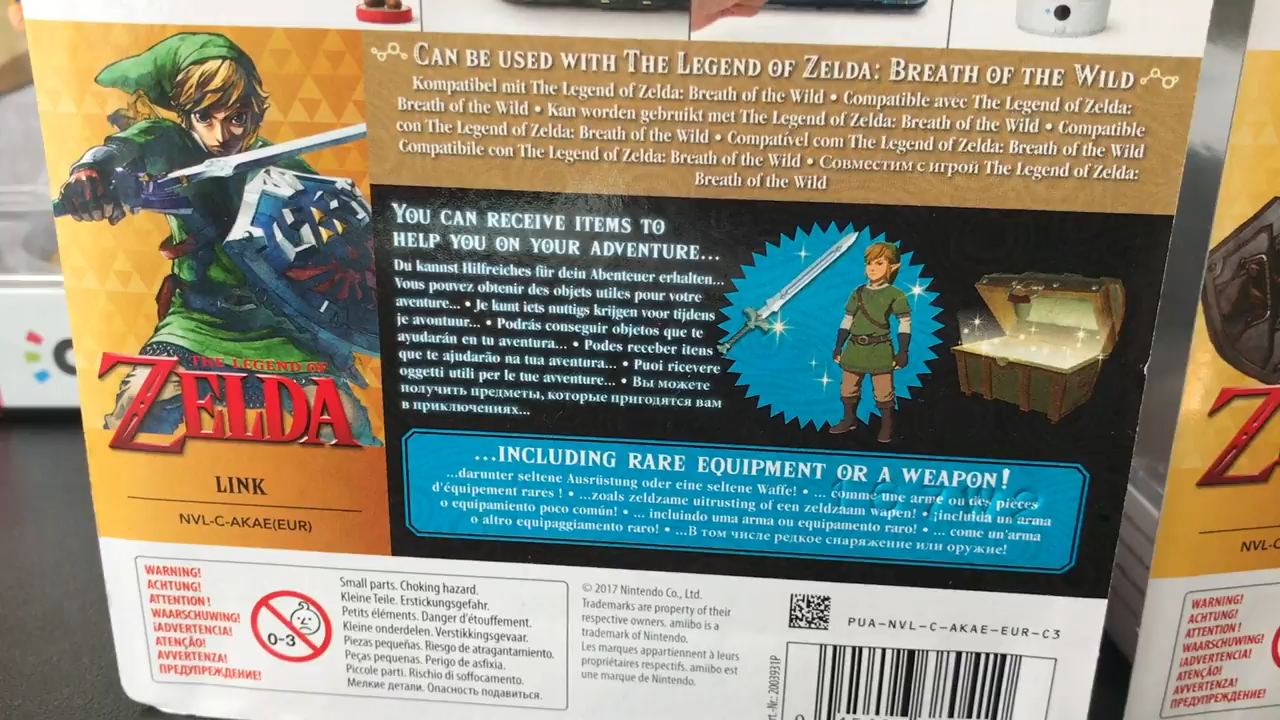 CAN BE USED WITH THE LEGEND OF ZELDA: BREATH OF THE WILD
Kompatibel mit The Legend of Zelda: Breath of the Wild • Compatible avec The Legend of Zelda:
Breath of the Wild • Kan worden gebruikt met The Legend of Zelda: Breath of the Wild • Compatible
con The Legend of Zelda: Breath of the Wild • Compatível com The Legend of Zelda: Breath of the Wild
Compatibile con The Legend of Zelda: Breath of the Wild • Совместим с игрой The Legend of Zelda:
Breath of the Wild
YOU CAN RECEIVE ITEMS TO
HELP YOU ON YOUR ADVENTURE...
Du kannst Hilfreiches für dein Abenteuer erhalten...
Vous pouvez obtenir des objets utiles pour votre
aventure... • Je kunt iets nuttigs krijgen voor tijdens
je avontuur... • Podrás conseguir objetos que te
ayudarán en tu aventura... • Podes receber itens
que te ajudarão na tua aventura... • Puoi ricevere
oggetti utili per le tue avventure... • Вы можете
получить предметы, которые пригодятся вам
в приключениях...
...INCLUDING RARE EQUIPMENT OR A WEAPON!
...darunter seltene Ausrüstung oder eine seltene Waffe! • ... comme une arme ou des pièces
d'équipement rares ! • ...zoals zeldzame uitrusting of een zeldzaam wapen! • ¡incluida un arma
o equipamiento poco común! • ... incluindo uma arma ou equipamento raro! • ... come un'arma
o altro equipaggiamento raro! • ...В том числе редкое снаряжение или оружие!
THE LEGEND OF
ZELDA
LINK
NVL-C-AKAE(EUR)
WARNING!
ACHTUNG!
ATTENTION !
WAARSCHUWING!
¡ADVERTENCIA!
ATENÇÃO!
AVVERTENZA!
ПРЕДУПРЕЖДЕНИЕ!
0-3
Small parts. Choking hazard.
Kleine Teile. Erstickungsgefahr.
Petits éléments. Danger d'étouffement.
Kleine onderdelen. Verstikkingsgevaar.
Piezas pequeñas. Riesgo de atragantamiento.
Peças pequenas. Perigo de asfixia.
Piccole parti. Rischio di soffocamento.
Мелкие детали. Опасность подавиться.
© 2017 Nintendo Co., Ltd.
Trademarks are property of their
respective owners. amiibo is a
trademark of Nintendo.
Les marques appartiennent à leurs
propriétaires respectifs. amiibo est
une marque de Nintendo.
PUA-NVL-C-AKAE-EUR-C3
rt.-Nr.: 2003931P
Z
NVL-C
WARNING!
ACHTUNG!
ATTENTION !
WAARSCHUWING!
¡ADVERTENCIA!
ATENÇÃO!
AVVERTENZA!
ПРЕДУПРЕЖДЕНИЕ!